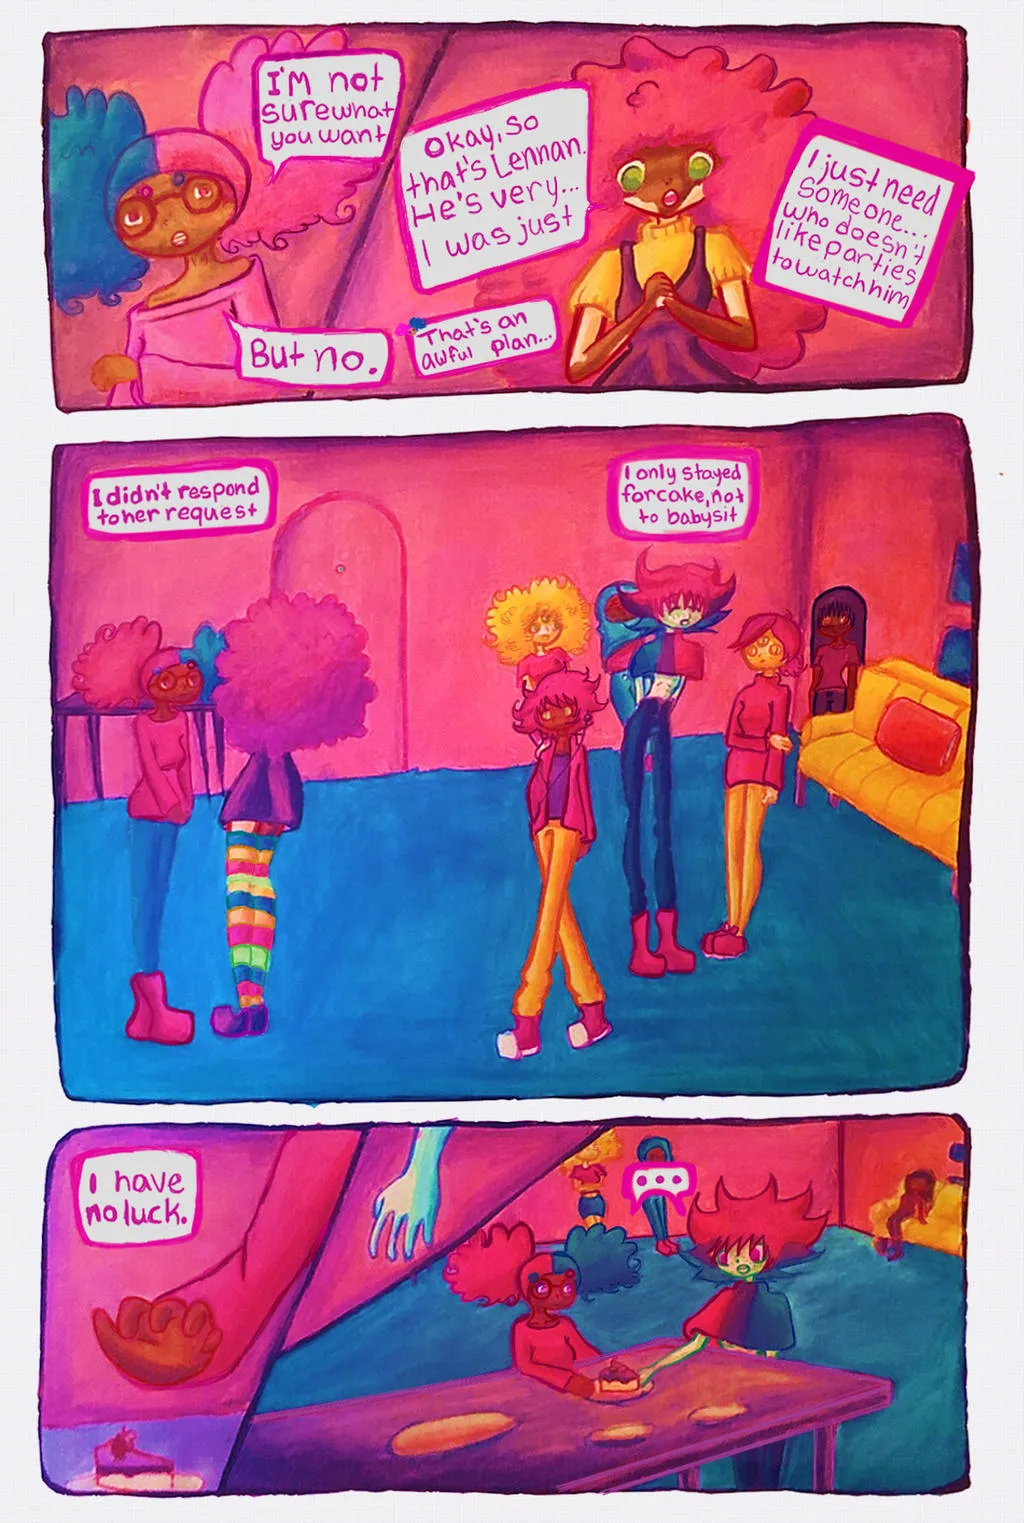 I'M not
sure what
you want
But no.
Okay, so
that's Lennan.
He's very...
I was just
That's an
awful plan...
I just need
someone...
who doesn't
like parties
to watch him
I didn't respond
to her request
I only stayed
for cake, not
to babysit
I have
no luck.
...